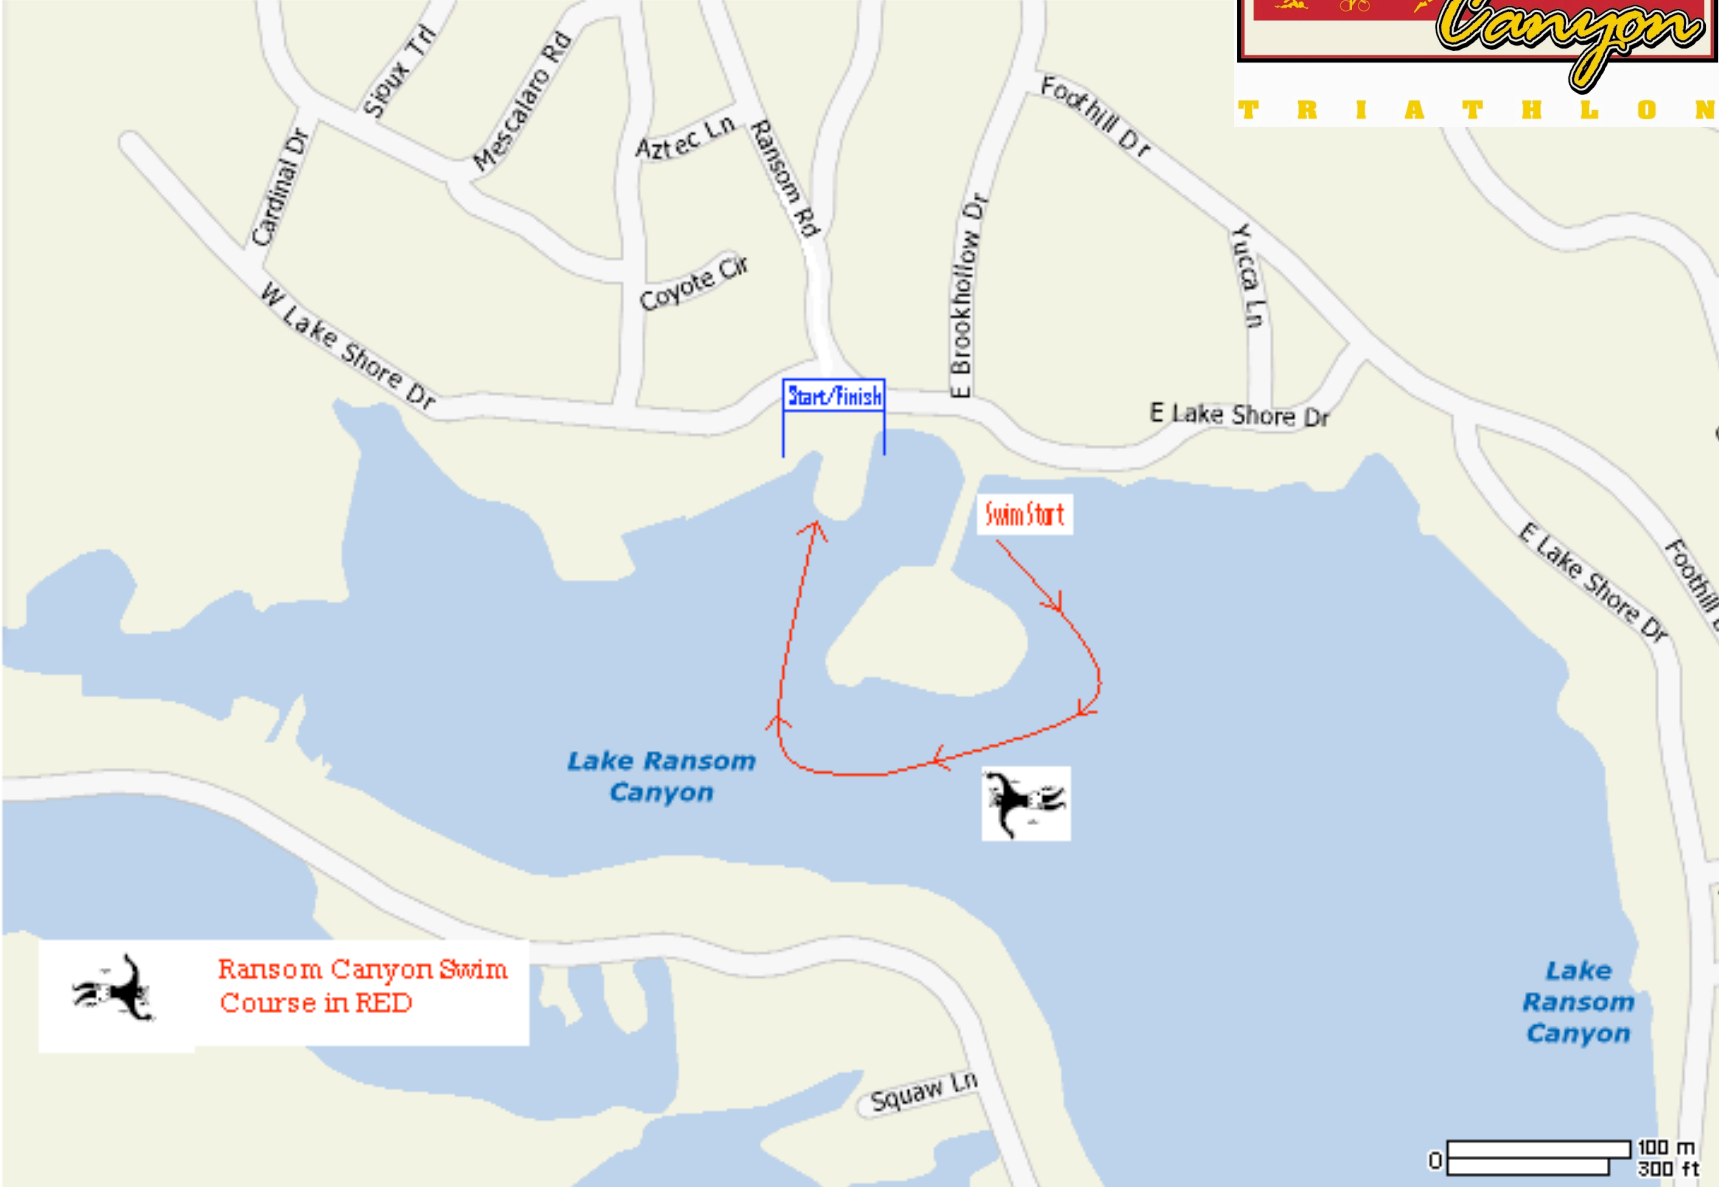 Canyon
TRIATHLON
Sioux Trl
Mescalaro Rd
Cardinal Dr
Aztec Ln
Ransom Rd
Foothill Dr
E Brookhollow Dr
Yucca Ln
Coyote Cir
W Lake Shore Dr
Start/Finish
E Lake Shore Dr
Swim Start
E Lake Shore Dr
Foothill
Lake Ransom
Canyon
Ransom Canyon Swim
Course in RED
Lake
Ransom
Canyon
Squaw Ln
0
100 m
300 ft